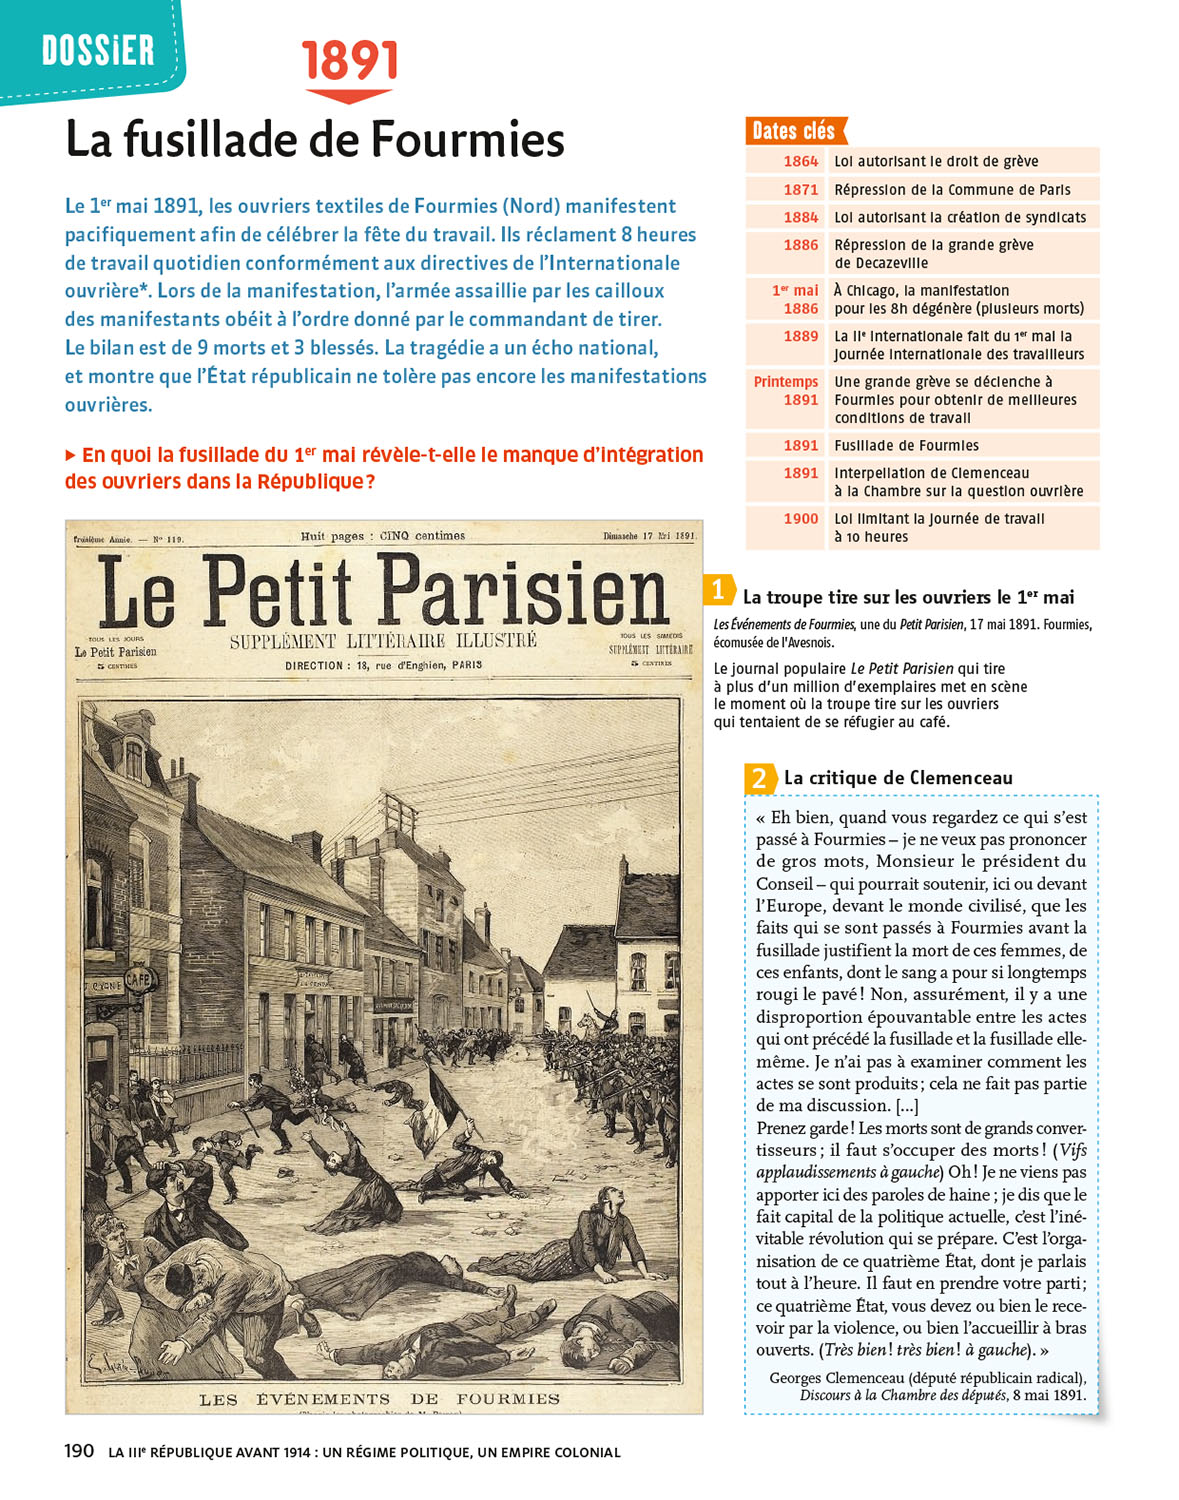 DOSSiER
1891
La fusillade de Fourmies
Le 1er mai 1891, les ouvriers textiles de Fourmies (Nord) manifestent
pacifiquement afin de célébrer la fête du travail. Ils réclament 8 heures
de travail quotidien conformément aux directives de l'Internationale
ouvrière*. Lors de la manifestation, l'armée assaillie par les cailloux
des manifestants obéit à l'ordre donné par le commandant de tirer.
Le bilan est de 9 morts et 3 blessés. La tragédie a un écho national,
et montre que l'État républicain ne tolère pas encore les manifestations
ouvrières.
▶ En quoi la fusillade du 1er mai révèle-t-elle le manque d'intégration
des ouvriers dans la République ?
Dates clés
1864 Loi autorisant le droit de grève
1871 Répression de la Commune de Paris
1884 Loi autorisant la création de syndicats
1886 Répression de la grande grève
de Decazeville
1er mai À Chicago, la manifestation
1886 pour les 8h dégénère (plusieurs morts)
1889 La IIe Internationale fait du 1er mai la
journée internationale des travailleurs
Printemps Une grande grève se déclenche à
1891 Fourmies pour obtenir de meilleures
conditions de travail
1891 Fusillade de Fourmies
1891 Interpellation de Clemenceau
à la Chambre sur la question ouvrière
1900 Loi limitant la journée de travail
à 10 heures
Troisième Année. — N° 119. Huit pages : CINQ centimes Dimanche 17 Mai 1891.
Le Petit Parisien
TOUS LES JOURS
Le Petit Parisien
5 CENTIMES
SUPPLÉMENT LITTÉRAIRE ILLUSTRÉ
DIRECTION : 18, rue d'Enghien, PARIS
TOUS LES SAMEDIS
SUPPLÉMENT LITTÉRAIRE
5 CENTIMES
CAFÉ
CYGNE
LES ÉVÉNEMENTS DE FOURMIES
1 La troupe tire sur les ouvriers le 1er mai
Les Événements de Fourmies, une du Petit Parisien, 17 mai 1891. Fourmies,
écomusée de l'Avesnois.
Le journal populaire Le Petit Parisien qui tire
à plus d'un million d'exemplaires met en scène
le moment où la troupe tire sur les ouvriers
qui tentaient de se réfugier au café.
2 La critique de Clemenceau
« Eh bien, quand vous regardez ce qui s'est
passé à Fourmies – je ne veux pas prononcer
de gros mots, Monsieur le président du
Conseil – qui pourrait soutenir, ici ou devant
l'Europe, devant le monde civilisé, que les
faits qui se sont passés à Fourmies avant la
fusillade justifient la mort de ces femmes, de
ces enfants, dont le sang a pour si longtemps
rougi le pavé ! Non, assurément, il y a une
disproportion épouvantable entre les actes
qui ont précédé la fusillade et la fusillade elle-
même. Je n'ai pas à examiner comment les
actes se sont produits ; cela ne fait pas partie
de ma discussion. [...]
Prenez garde ! Les morts sont de grands conver-
tisseurs ; il faut s'occuper des morts ! (Vifs
applaudissements à gauche) Oh ! Je ne viens pas
apporter ici des paroles de haine ; je dis que le
fait capital de la politique actuelle, c'est l'iné-
vitable révolution qui se prépare. C'est l'orga-
nisation de ce quatrième État, dont je parlais
tout à l'heure. Il faut en prendre votre parti ;
ce quatrième État, vous devez ou bien le rece-
voir par la violence, ou bien l'accueillir à bras
ouverts. (Très bien ! très bien ! à gauche). »
Georges Clemenceau (député républicain radical),
Discours à la Chambre des députés, 8 mai 1891.
190 LA IIIe RÉPUBLIQUE AVANT 1914 : UN RÉGIME POLITIQUE, UN EMPIRE COLONIAL